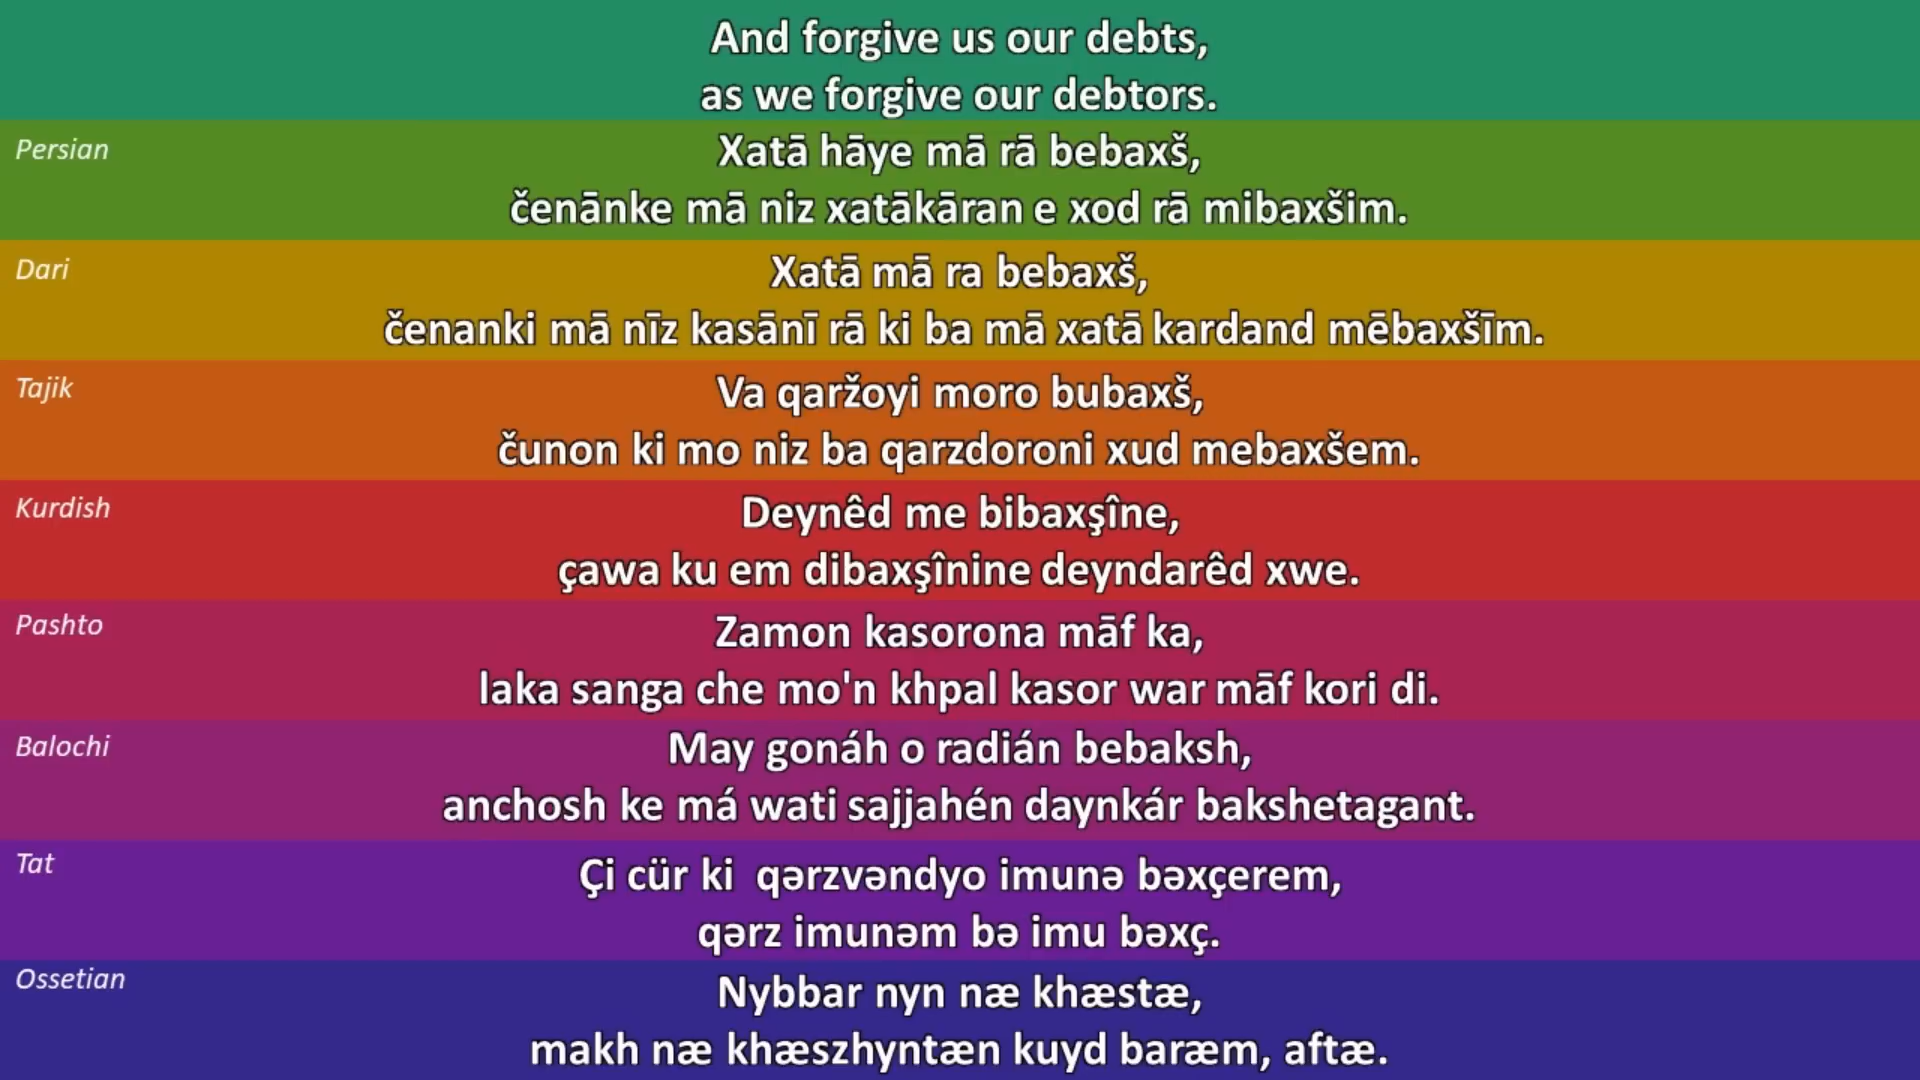 And forgive us our debts,
as we forgive our debtors.
Persian
Xatā hāye mā rā bebaxš,
čenānke mā niz xatākāran e xod rā mibaxšim.
Dari
Xatā mā ra bebaxš,
čenanki mā nīz kasānī rā ki ba mā xatā kardand mēbaxšīm.
Tajik
Va qaržoyi moro bubaxš,
čunon ki mo niz ba qarzdoroni xud mebaxšem.
Kurdish
Deynêd me bibaxşîne,
çawa ku em dibaxşînine deyndarêd xwe.
Pashto
Zamon kasorona māf ka,
laka sanga che mo'n khpal kasor war māf kori di.
Balochi
May gonáh o radián bebaksh,
anchosh ke má wati sajjahén daynkár bakshetagant.
Tat
Çi cür ki qərzvəndyo imunə bəxçerem,
qərz imunəm bə imu bəxç.
Ossetian
Nybbar nyn næ khæstæ,
makh næ khæszhyntæn kuyd baræm, aftæ.